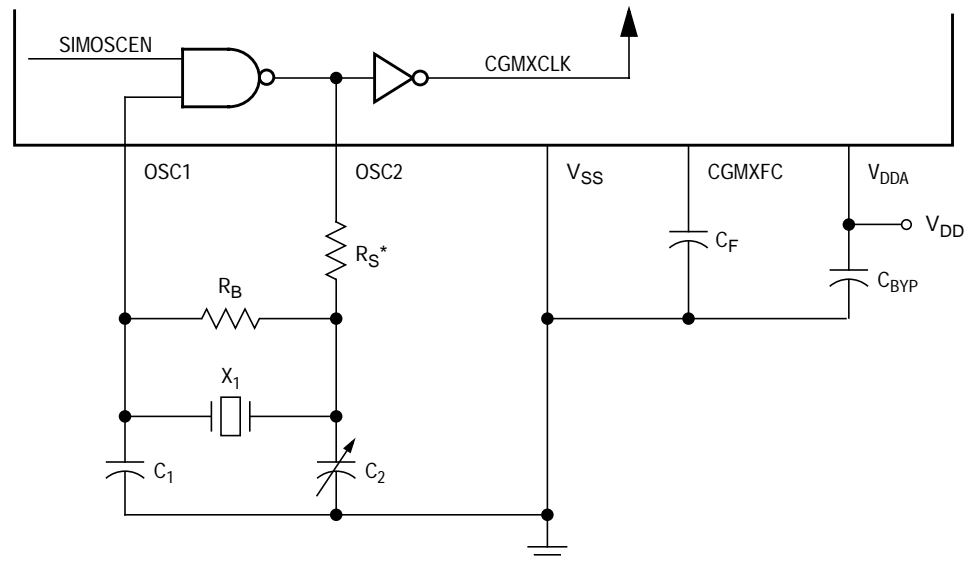 SIMOSCEN
CGMXCLK
OSC1
OSC2
VSS
CGMXFC
VDDA
VDD
RS*
CF
CBYP
RB
X1
C1
C2